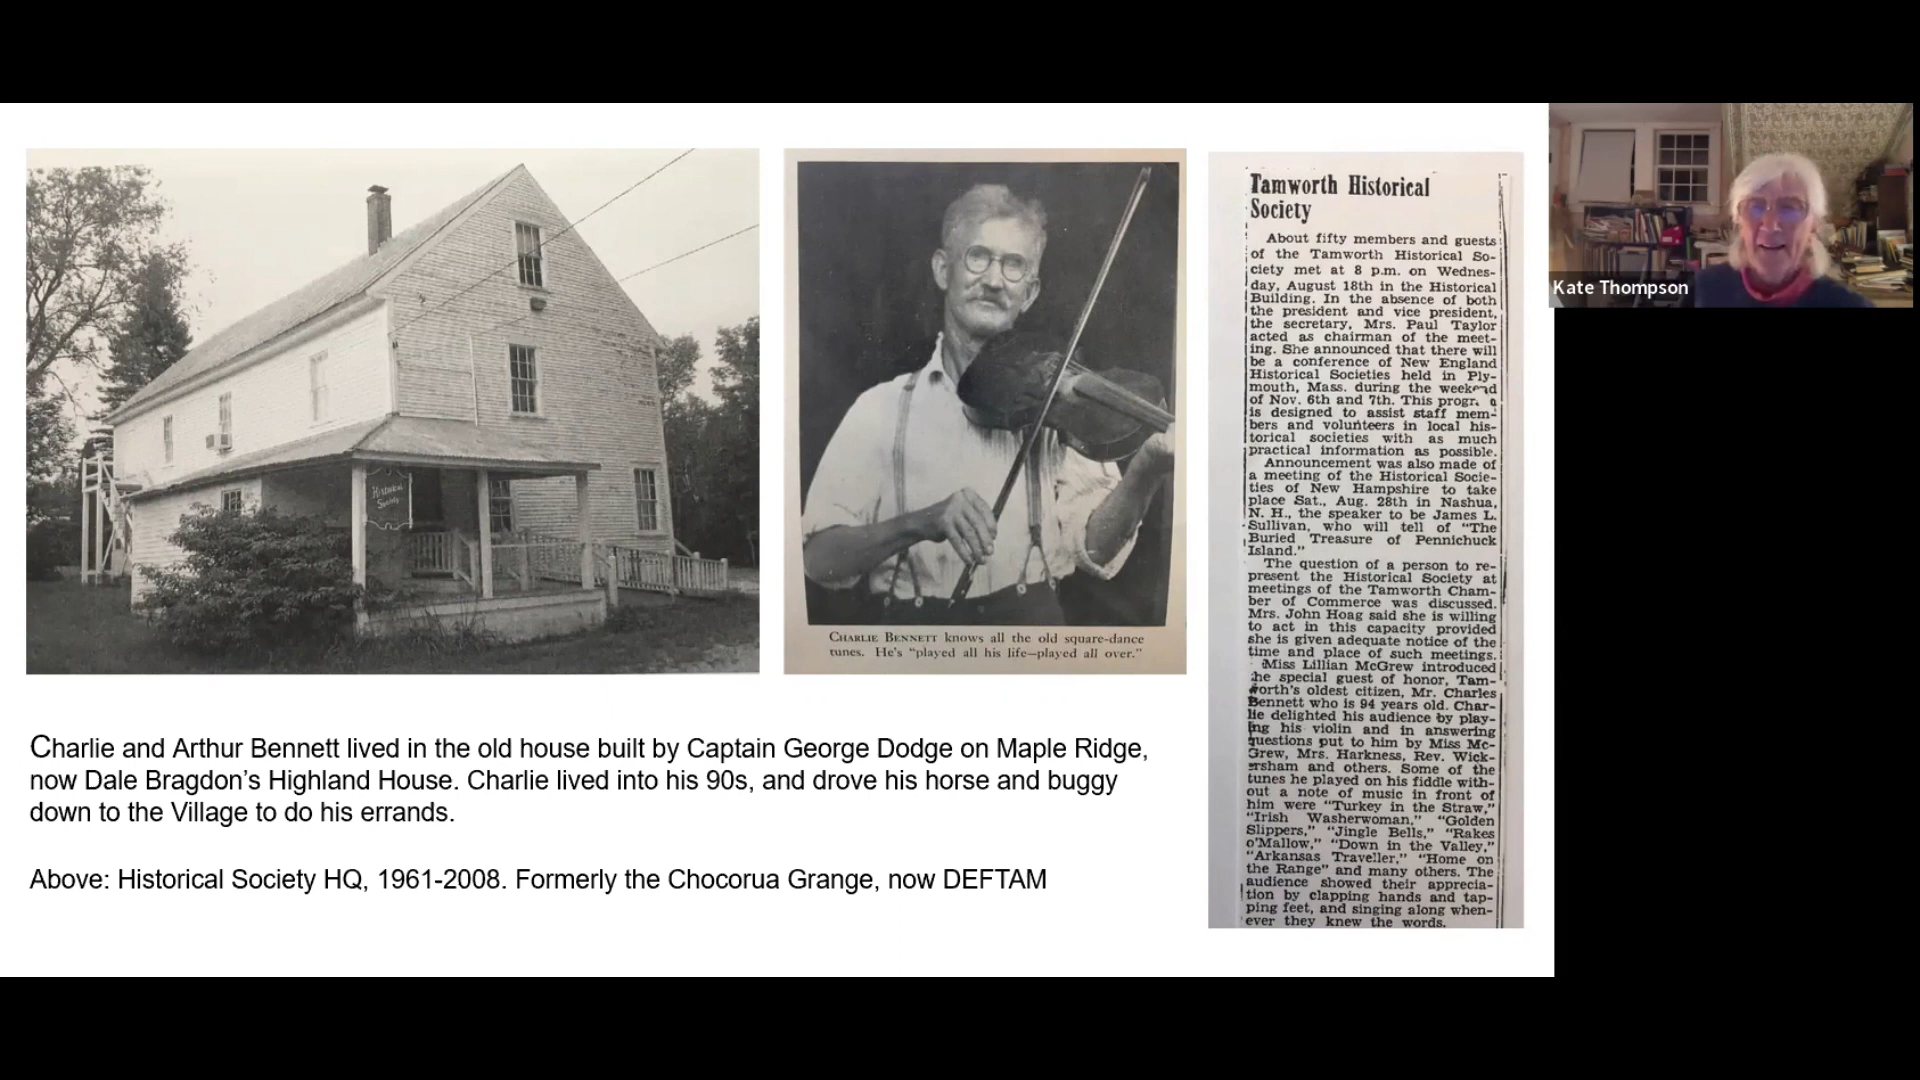 Historical
Society
CHARLIE BENNETT knows all the old square-dance
tunes. He's "played all his life—played all over."
Tamworth Historical
Society
About fifty members and guests
of the Tamworth Historical So-
ciety met at 8 p.m. on Wednes-
day, August 18th in the Historical
Building. In the absence of both
the president and vice president,
the secretary, Mrs. Paul Taylor
acted as chairman of the meet-
ing. She announced that there will
be a conference of New England
Historical Societies held in Ply-
mouth, Mass. during the weekend
of Nov. 6th and 7th. This
is designed to assist staff mem-
bers and volunteers in local his-
torical societies with as much
practical information as possible.
Announcement was also made of
a meeting of the Historical Socie-
ties of New Hampshire to take
place Sat., Aug. 28th in Nashua,
N. H., the speaker to be James L.
Sullivan, who will tell of "The
Buried Treasure of Pennichuck
Island."
The question of a person to re-
present the Historical Society at
meetings of the Tamworth Cham-
ber of Commerce was discussed.
Mrs. John Hoag said she is willing
to act in this capacity provided
she is given adequate notice of the
time and place of such meetings.
Miss Lillian McGrew introduced
the special guest of honor, Tam-
worth's oldest citizen, Mr. Charles
Bennett who is 94 years old. Char-
lie delighted his audience by play-
ing his violin and in answering
questions put to him by Miss Mc-
Grew, Mrs. Harkness, Rev. Wick-
ersham and others. Some of the
tunes he played on his fiddle with-
out a note of music in front of
him were "Turkey in the Straw,"
"Irish Washerwoman," "Golden
Slippers," "Jingle Bells," "Rakes
o'Mallow," "Down in the Valley,"
"Arkansas Traveller," "Home on
the Range" and many others. The
audience showed their apprecia-
tion by clapping hands and tap-
ping feet, and singing along when-
ever they knew the words.
Kate Thompson
Charlie and Arthur Bennett lived in the old house built by Captain George Dodge on Maple Ridge,
now Dale Bragdon’s Highland House. Charlie lived into his 90s, and drove his horse and buggy
down to the Village to do his errands.
Above: Historical Society HQ, 1961-2008. Formerly the Chocorua Grange, now DEFTAM